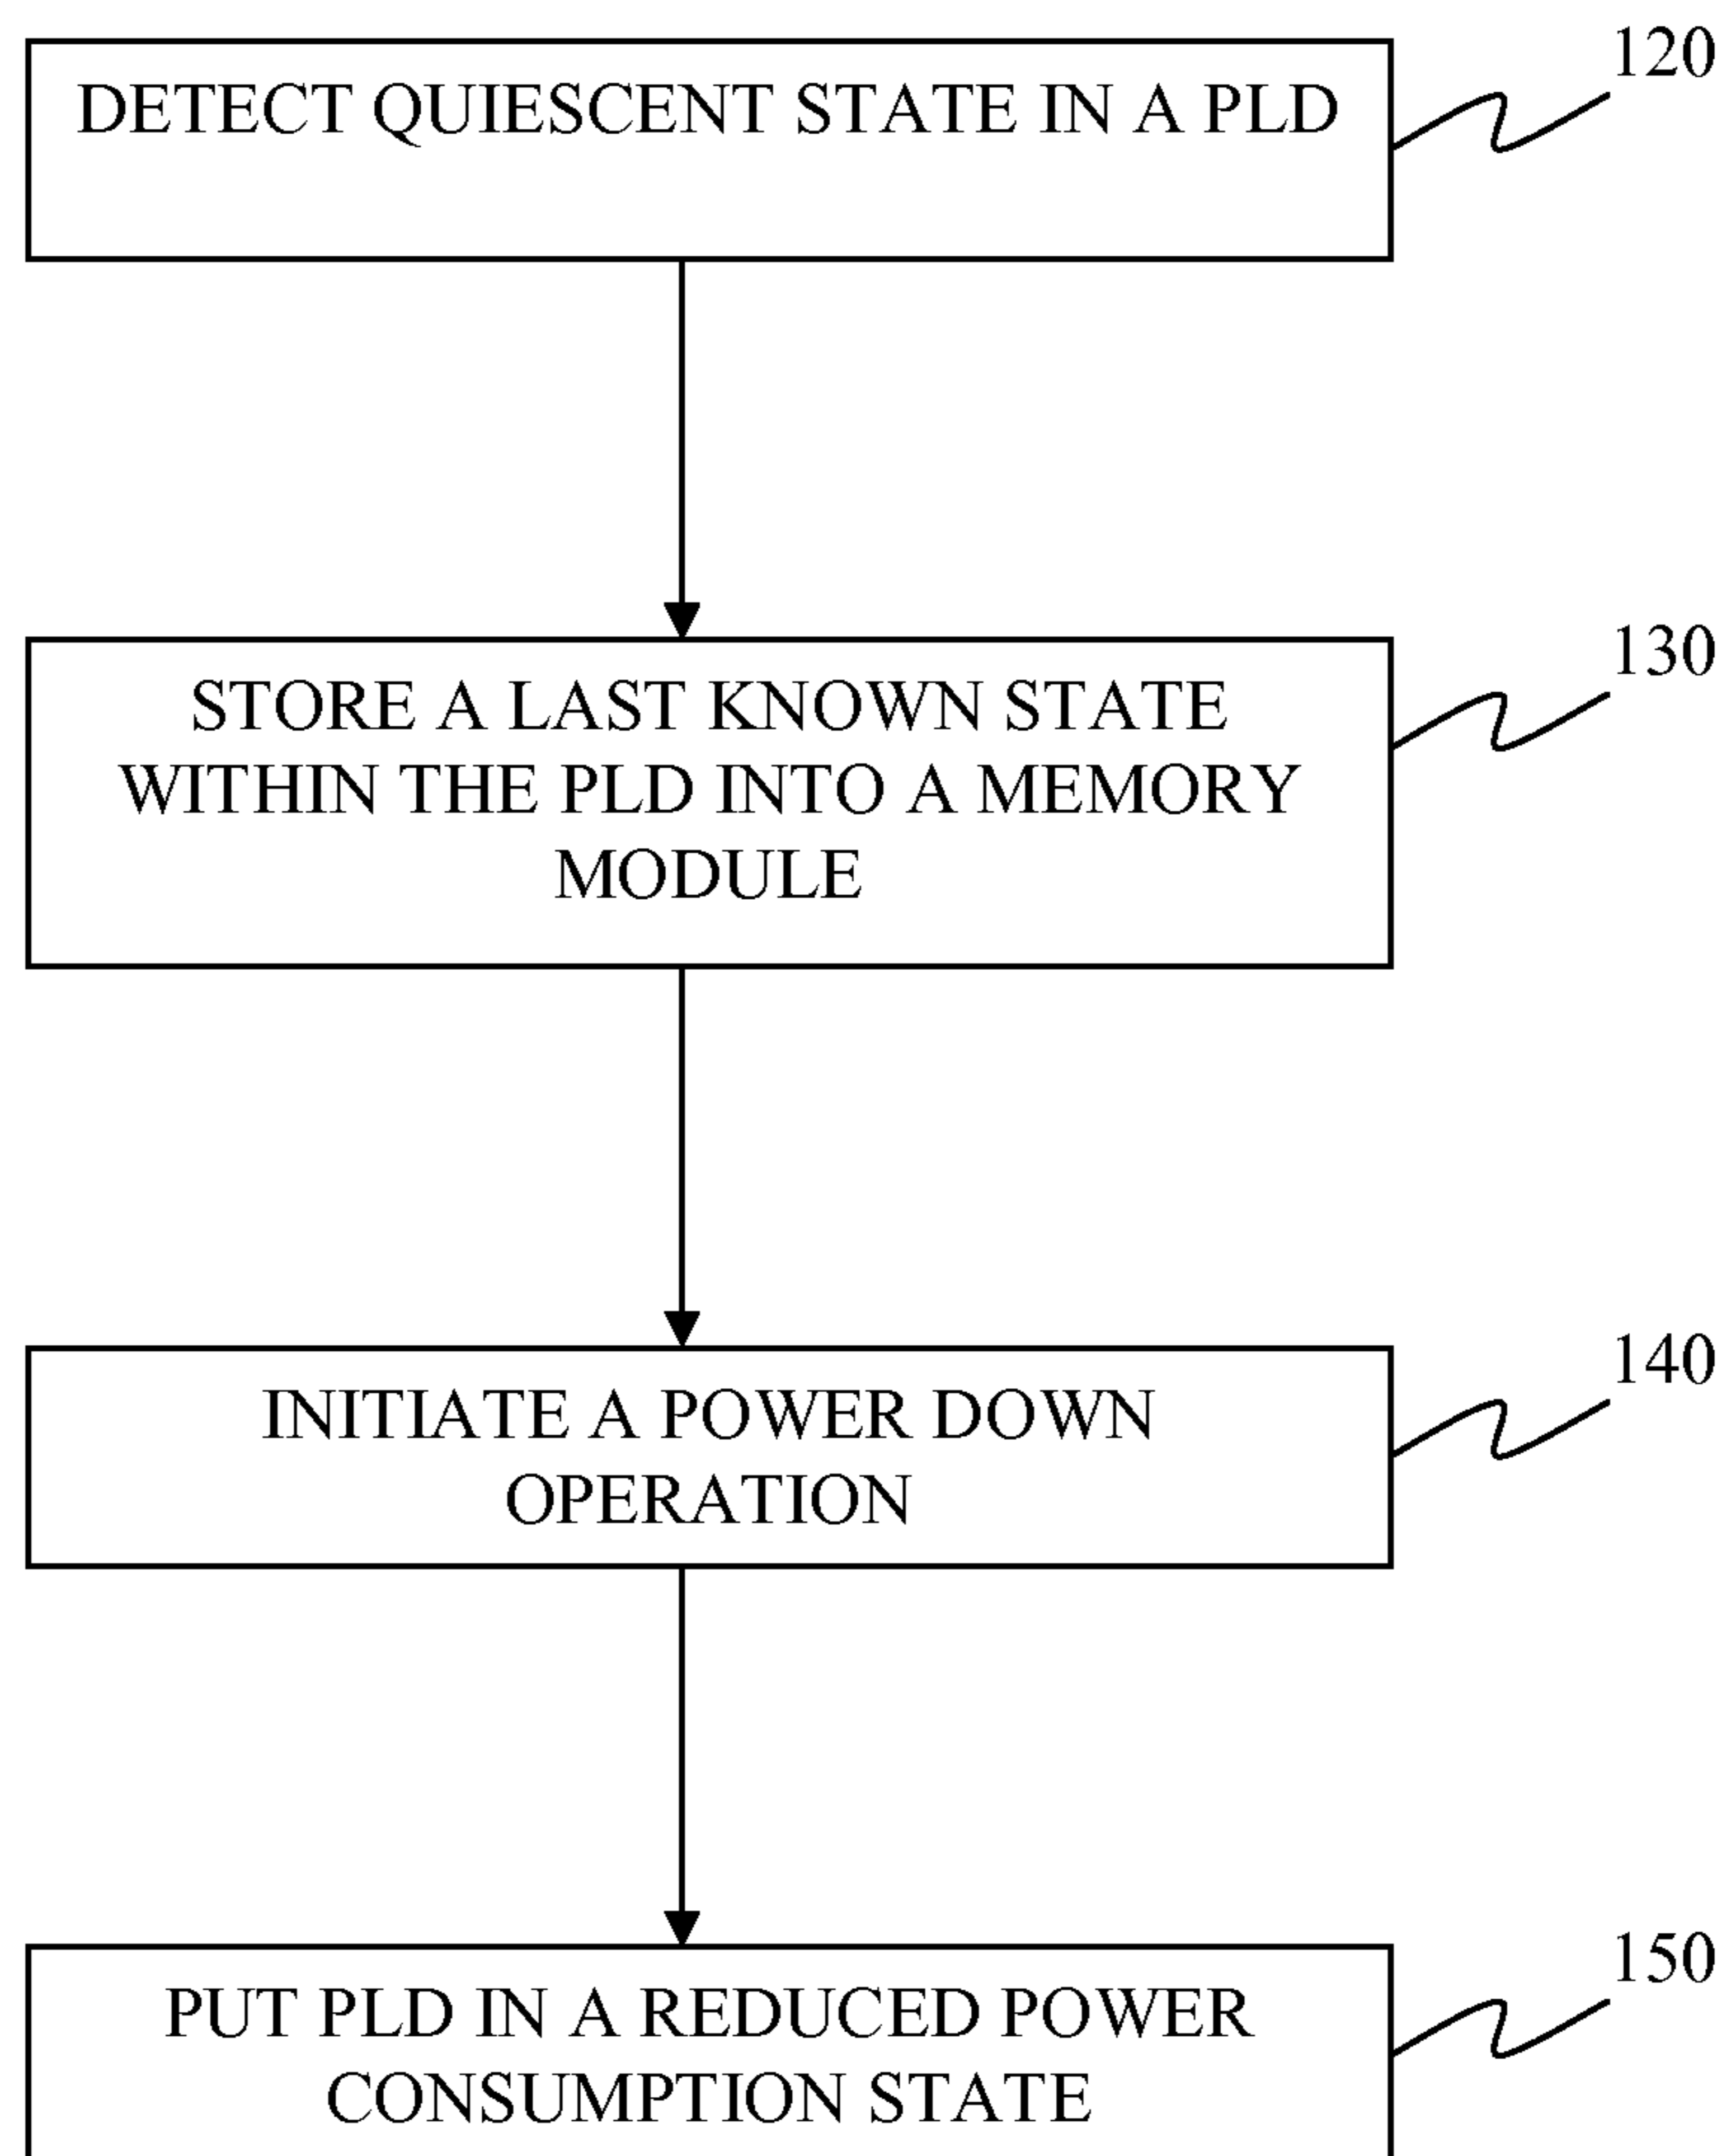 120
DETECT QUIESCENT STATE IN A PLD
130
STORE A LAST KNOWN STATE
WITHIN THE PLD INTO A MEMORY
MODULE
140
INITIATE A POWER DOWN
OPERATION
150
PUT PLD IN A REDUCED POWER
CONSUMPTION STATE